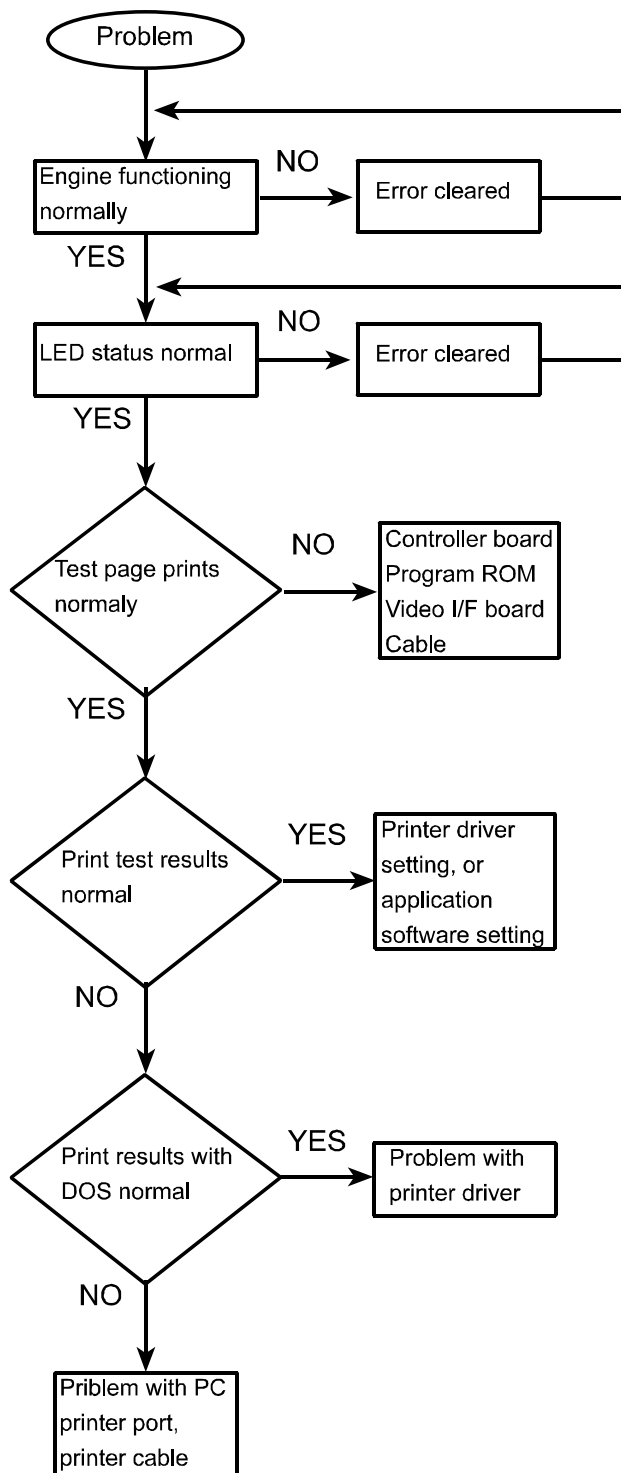 Problem
Engine functioning
normally
NO
Error cleared
YES
LED status normal
NO
Error cleared
YES
Test page prints
normaly
NO
Controller board
Program ROM
Video I/F board
Cable
YES
Print test results
normal
YES
Printer driver
setting, or
application
software setting
NO
Print results with
DOS normal
YES
Problem with
printer driver
NO
Priblem with PC
printer port,
printer cable